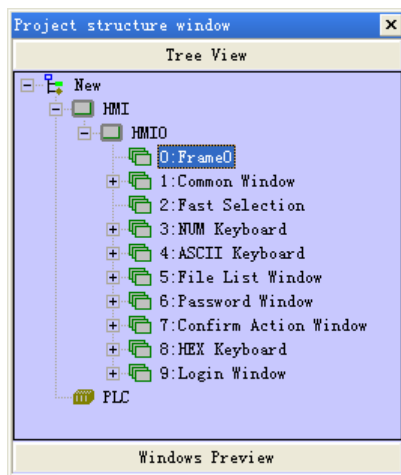 Project structure window
Tree View
New
HMI
HMI0
0:Frame0
1:Common Window
2:Fast Selection
3:NUM Keyboard
4:ASCII Keyboard
5:File List Window
6:Password Window
7:Confirm Action Window
8:HEX Keyboard
9:Login Window
PLC
Windows Preview